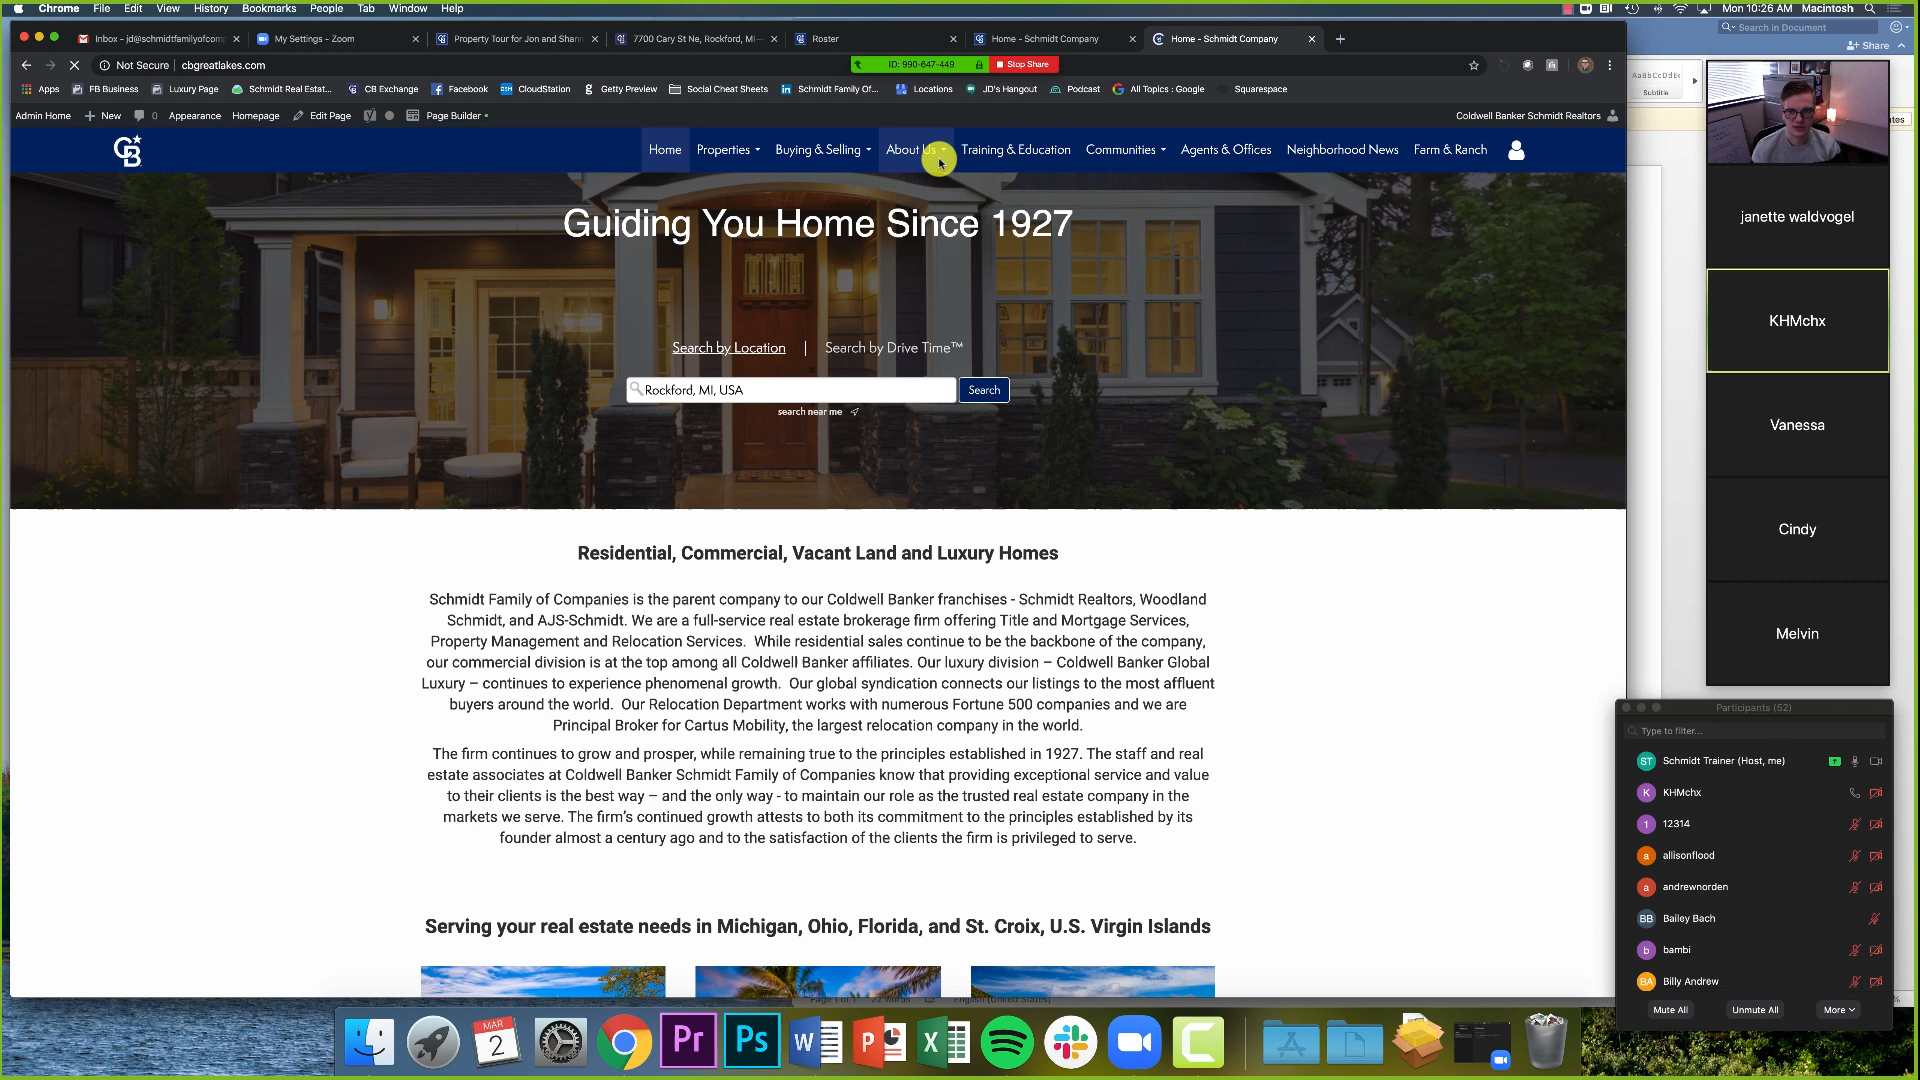 Chrome File Edit View History Bookmarks People Tab Window Help
Mon 10:26 AM Macintosh
Inbox - jd@schmidtfamilyofcom
My Settings - Zoom
Property Tour for Jon and Shann
7700 Cary St Ne, Rockford, MI -
Roster
Home - Schmidt Company
Home - Schmidt Company
Search in Document
Share
Not Secure | cbgreatlakes.com
ID: 990-647-449
Stop Share
Apps FB Business Luxury Page Schmidt Real Estat... CB Exchange Facebook CloudStation Getty Preview Social Cheat Sheets Schmidt Family Of... Locations JD's Hangout Podcast All Topics : Google Squarespace
AaBbCcDdEe
Subtitle
Admin Home New 0 Appearance Homepage Edit Page Page Builder
Coldwell Banker Schmidt Realtors
CB
Home Properties Buying & Selling About Us Training & Education Communities Agents & Offices Neighborhood News Farm & Ranch
Guiding You Home Since 1927
Search by Location | Search by Drive Time™
Rockford, MI, USA
Search
search near me
Residential, Commercial, Vacant Land and Luxury Homes
Schmidt Family of Companies is the parent company to our Coldwell Banker franchises - Schmidt Realtors, Woodland
Schmidt, and AJS-Schmidt. We are a full-service real estate brokerage firm offering Title and Mortgage Services,
Property Management and Relocation Services. While residential sales continue to be the backbone of the company,
our commercial division is at the top among all Coldwell Banker affiliates. Our luxury division – Coldwell Banker Global
Luxury – continues to experience phenomenal growth. Our global syndication connects our listings to the most affluent
buyers around the world. Our Relocation Department works with numerous Fortune 500 companies and we are
Principal Broker for Cartus Mobility, the largest relocation company in the world.
The firm continues to grow and prosper, while remaining true to the principles established in 1927. The staff and real
estate associates at Coldwell Banker Schmidt Family of Companies know that providing exceptional service and value
to their clients is the best way – and the only way - to maintain our role as the trusted real estate company in the
markets we serve. The firm's continued growth attests to both its commitment to the principles established by its
founder almost a century ago and to the satisfaction of the clients the firm is privileged to serve.
Serving your real estate needs in Michigan, Ohio, Florida, and St. Croix, U.S. Virgin Islands
janette waldvogel
KHMchx
Vanessa
Cindy
Melvin
Participants (52)
Type to filter...
ST Schmidt Trainer (Host, me)
K KHMchx
1 12314
a allisonflood
a andrewnorden
BB Bailey Bach
b bambi
BA Billy Andrew
Mute All Unmute All More
MAR
2
Pr
Ps
W
P
X
C